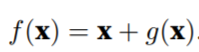 f(x) = x + g(x).